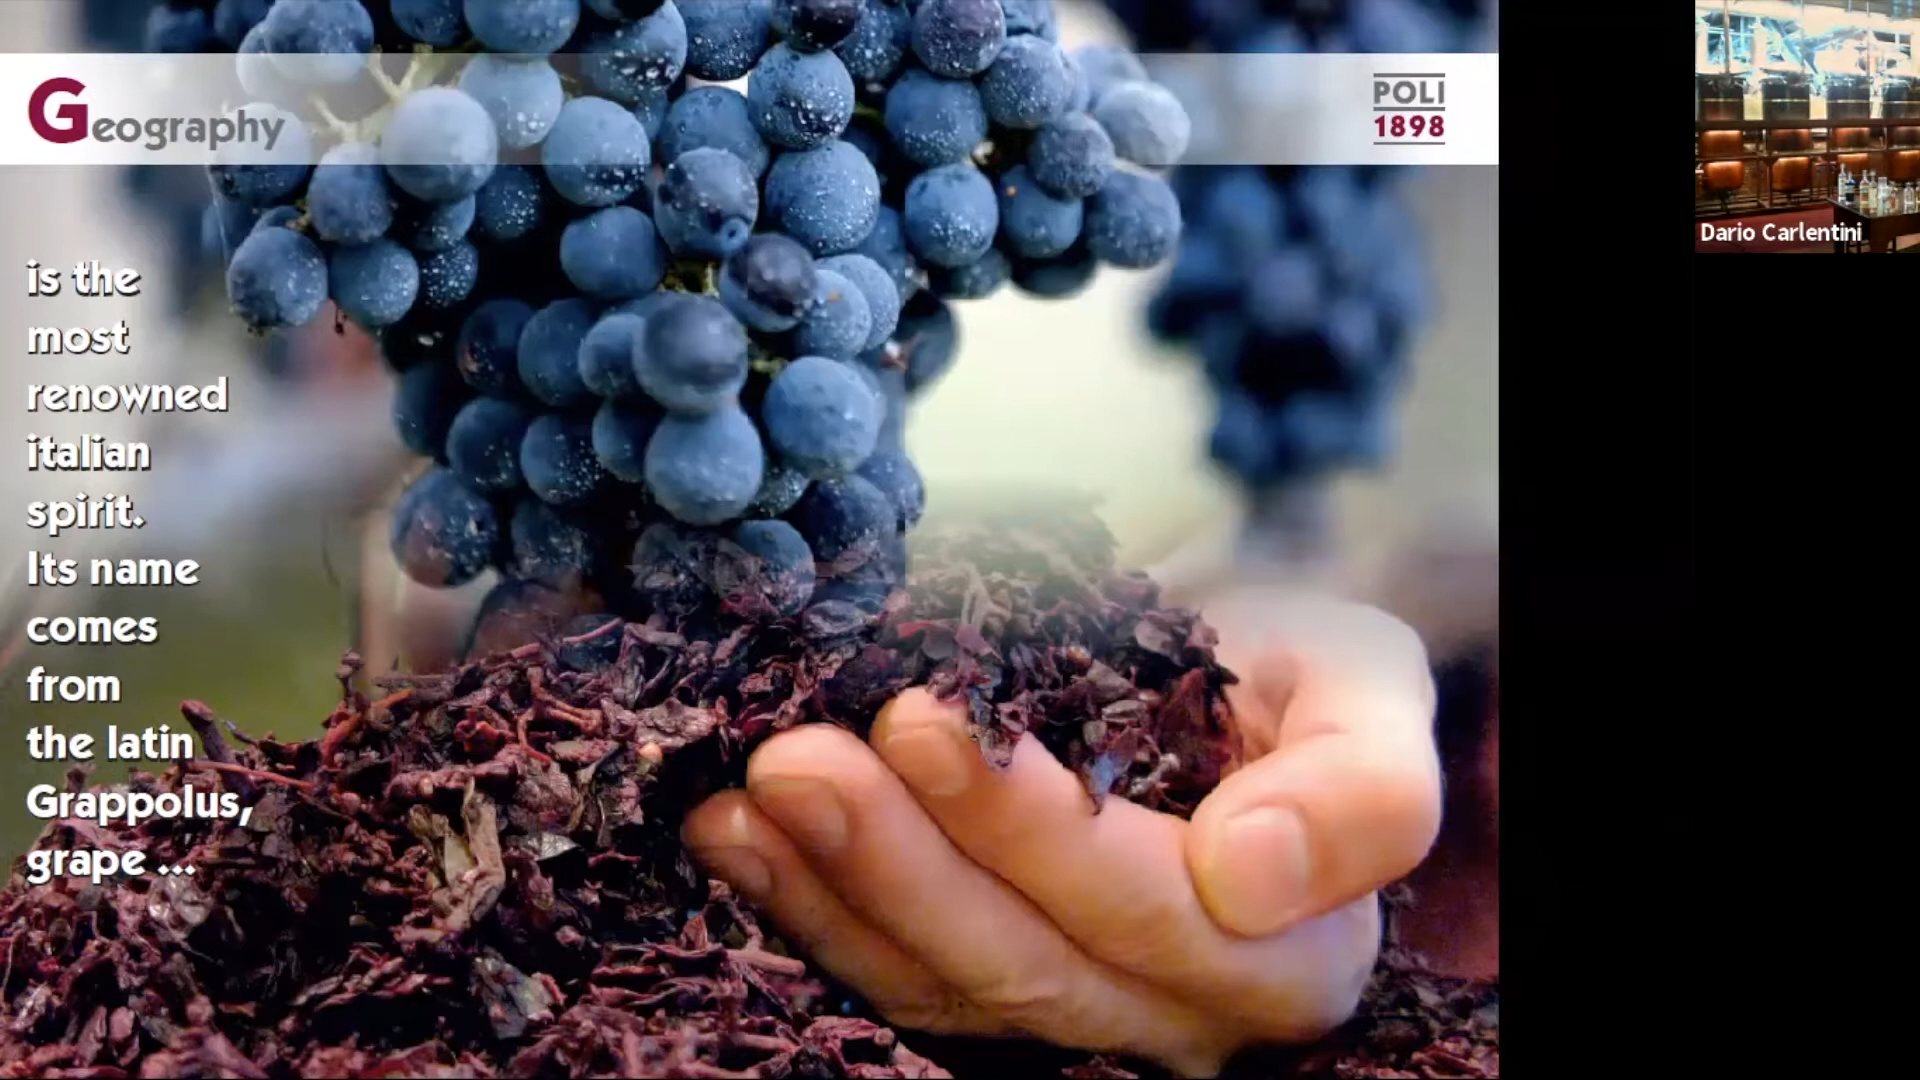 Geography
POLI
1898
is the
most
renowned
italian
spirit.
Its name
comes
from
the latin
Grappolus,
grape ...
Dario Carlentini